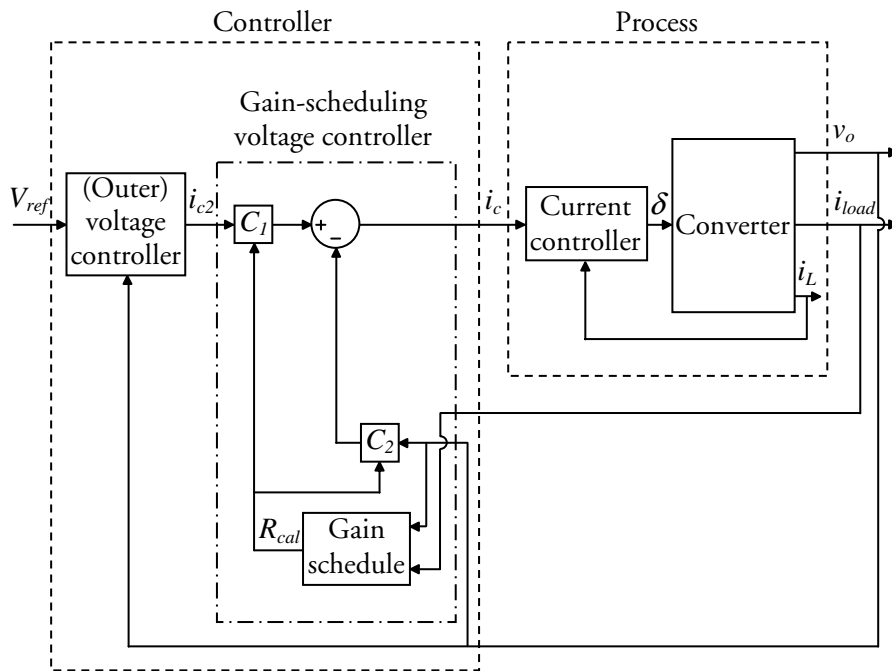 Controller
Process
Gain-scheduling
voltage controller
V_ref
(Outer)
voltage
controller
i_c2
C_1
+
−
i_c
Current
controller
δ
Converter
v_o
i_load
i_L
C_2
R_cal
Gain
schedule